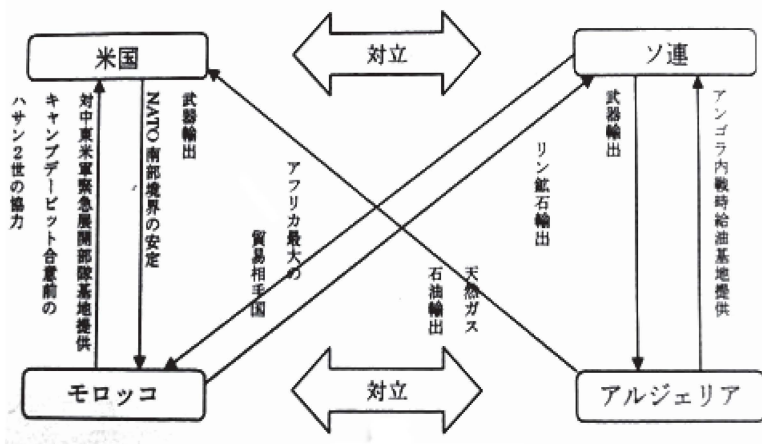 米国
対立
ソ連
武器輸出
NATO南部境界の安定
対中東米軍緊急展開部隊基地提供
キャンプデービット合意前の
ハサン2世の協力
アフリカ最大の
貿易相手国
リン鉱石輸出
天然ガス
石油輸出
武器輸出
アンゴラ内戦時給油基地提供
モロッコ
対立
アルジェリア